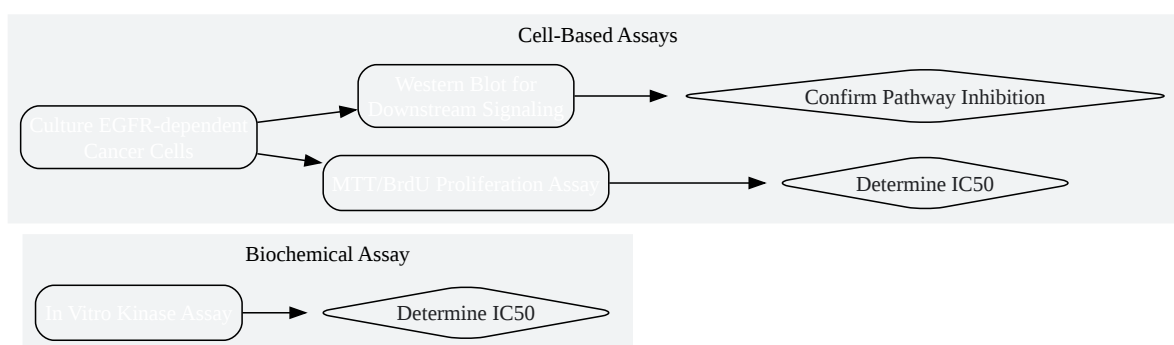 Cell-Based Assays
Western Blot for
Downstream Signaling
Confirm Pathway Inhibition
Culture EGFR-dependent
Cancer Cells
MTT/BrdU Proliferation Assay
Determine IC50
Biochemical Assay
In Vitro Kinase Assay
Determine IC50